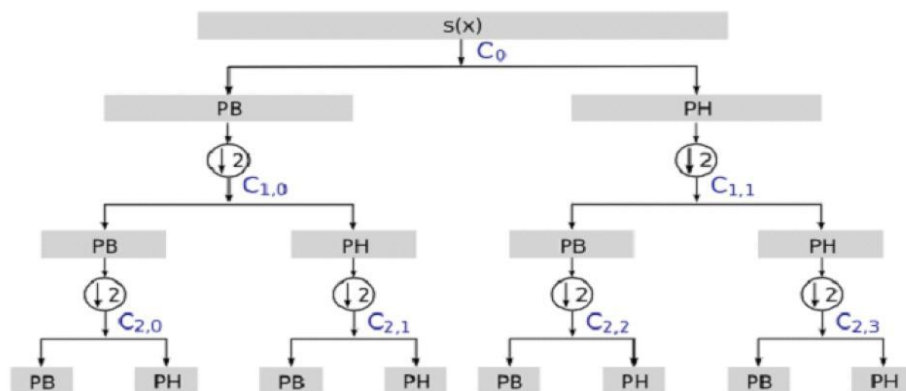 s(x)
C0
PB PH
↓2 ↓2
C1,0 C1,1
PB PH PB PH
↓2 ↓2 ↓2 ↓2
C2,0 C2,1 C2,2 C2,3
PB PH PB PH PB PH PB PH